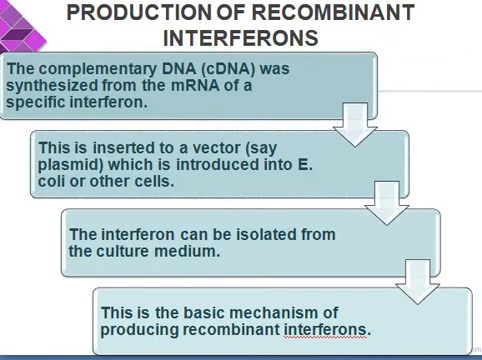 PRODUCTION OF RECOMBINANT
INTERFERONS
The complementary DNA (cDNA) was
synthesized from the mRNA of a
specific interferon.
This is inserted to a vector (say
plasmid) which is introduced into E.
coli or other cells.
The interferon can be isolated from
the culture medium.
This is the basic mechanism of
producing recombinant interferons.